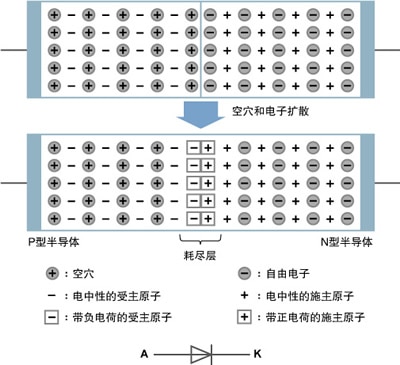 空穴和电子扩散
P型半导体 N型半导体
耗尽层
⊕ : 空穴 ⊖ : 自由电子
− : 电中性的受主原子 + : 电中性的施主原子
⊟ : 带负电荷的受主原子 ⊞ : 带正电荷的施主原子
A K